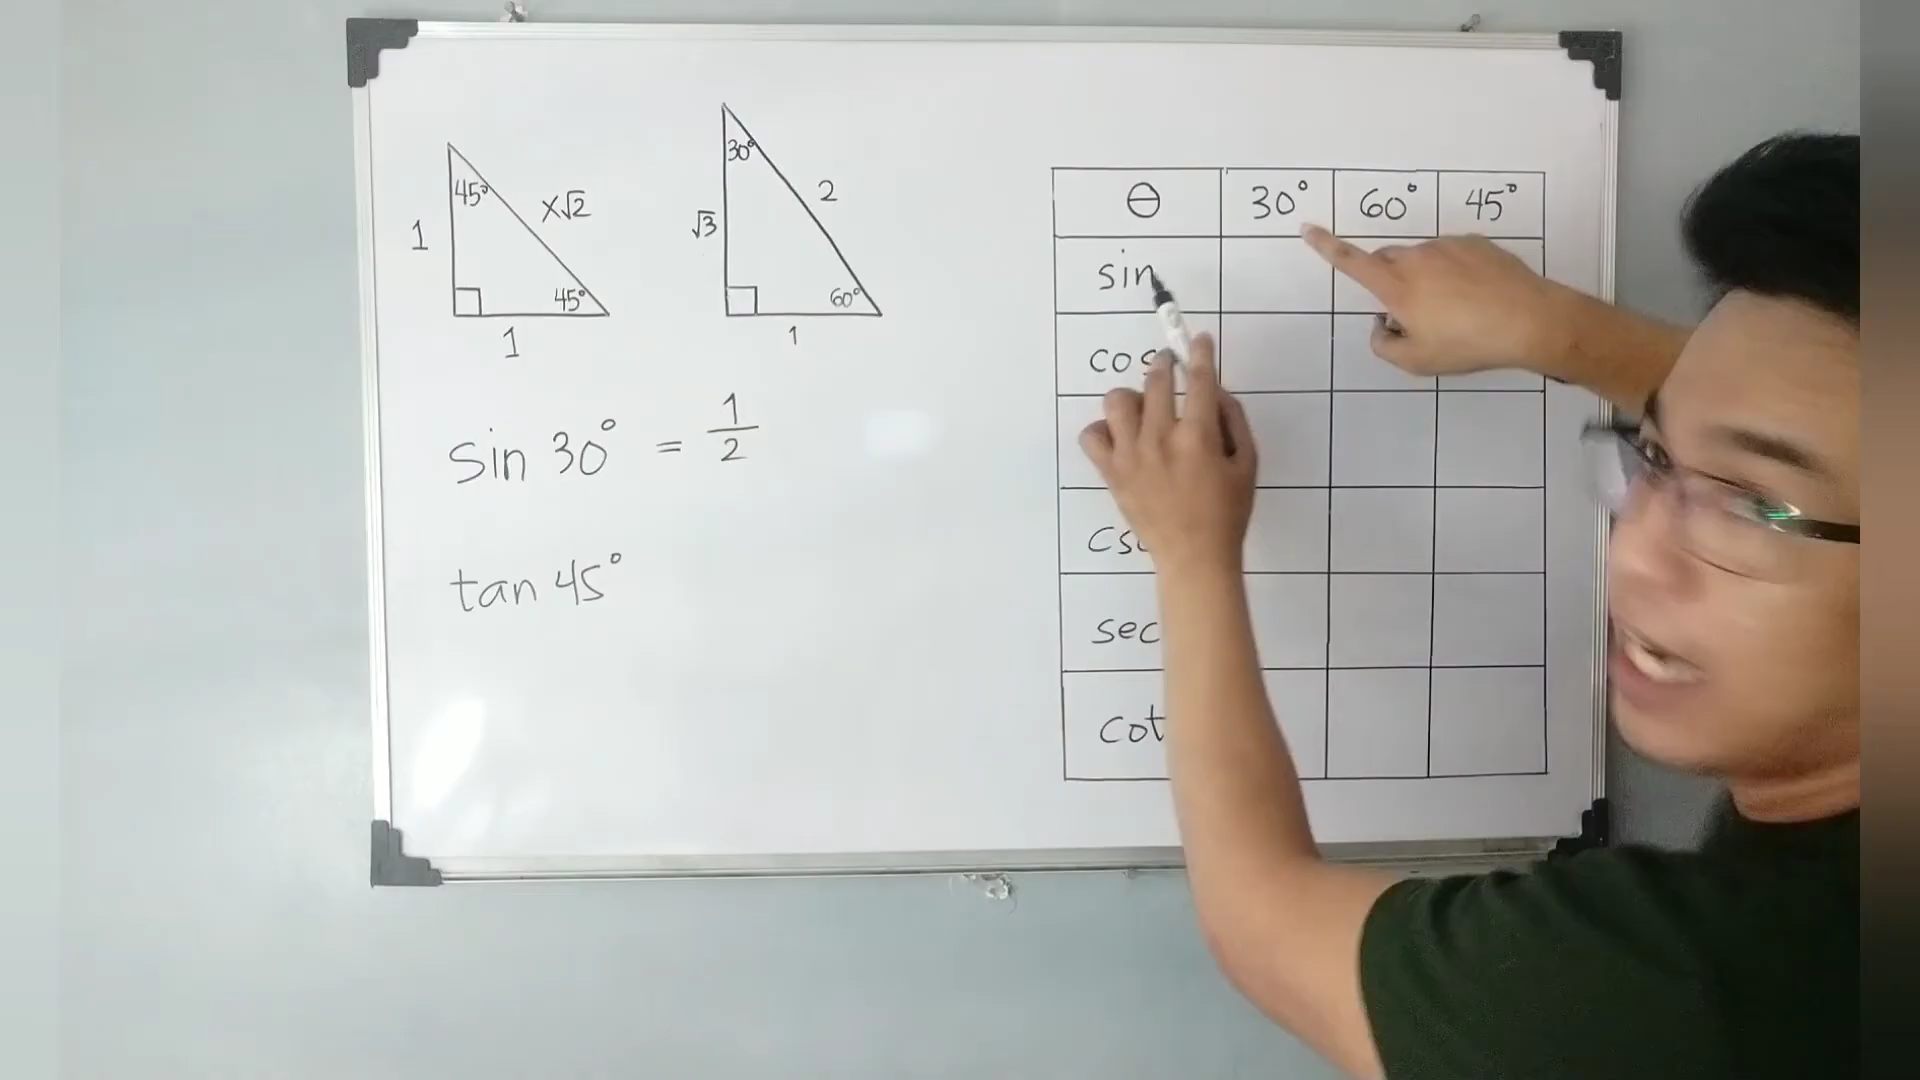 45°
1
X√2
45°
1
30°
2
√3
60°
1
sin 30° = 1/2
tan 45°
θ 30° 60° 45°
sin
cos
sec
cot